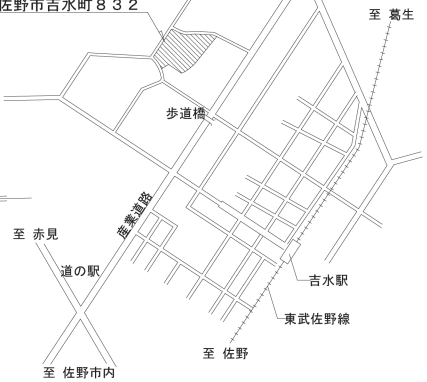 佐野市吉水町８３２
至 葛生
歩道橋
産業道路
至 赤見
道の駅
吉水駅
東武佐野線
至 佐野
至 佐野市内